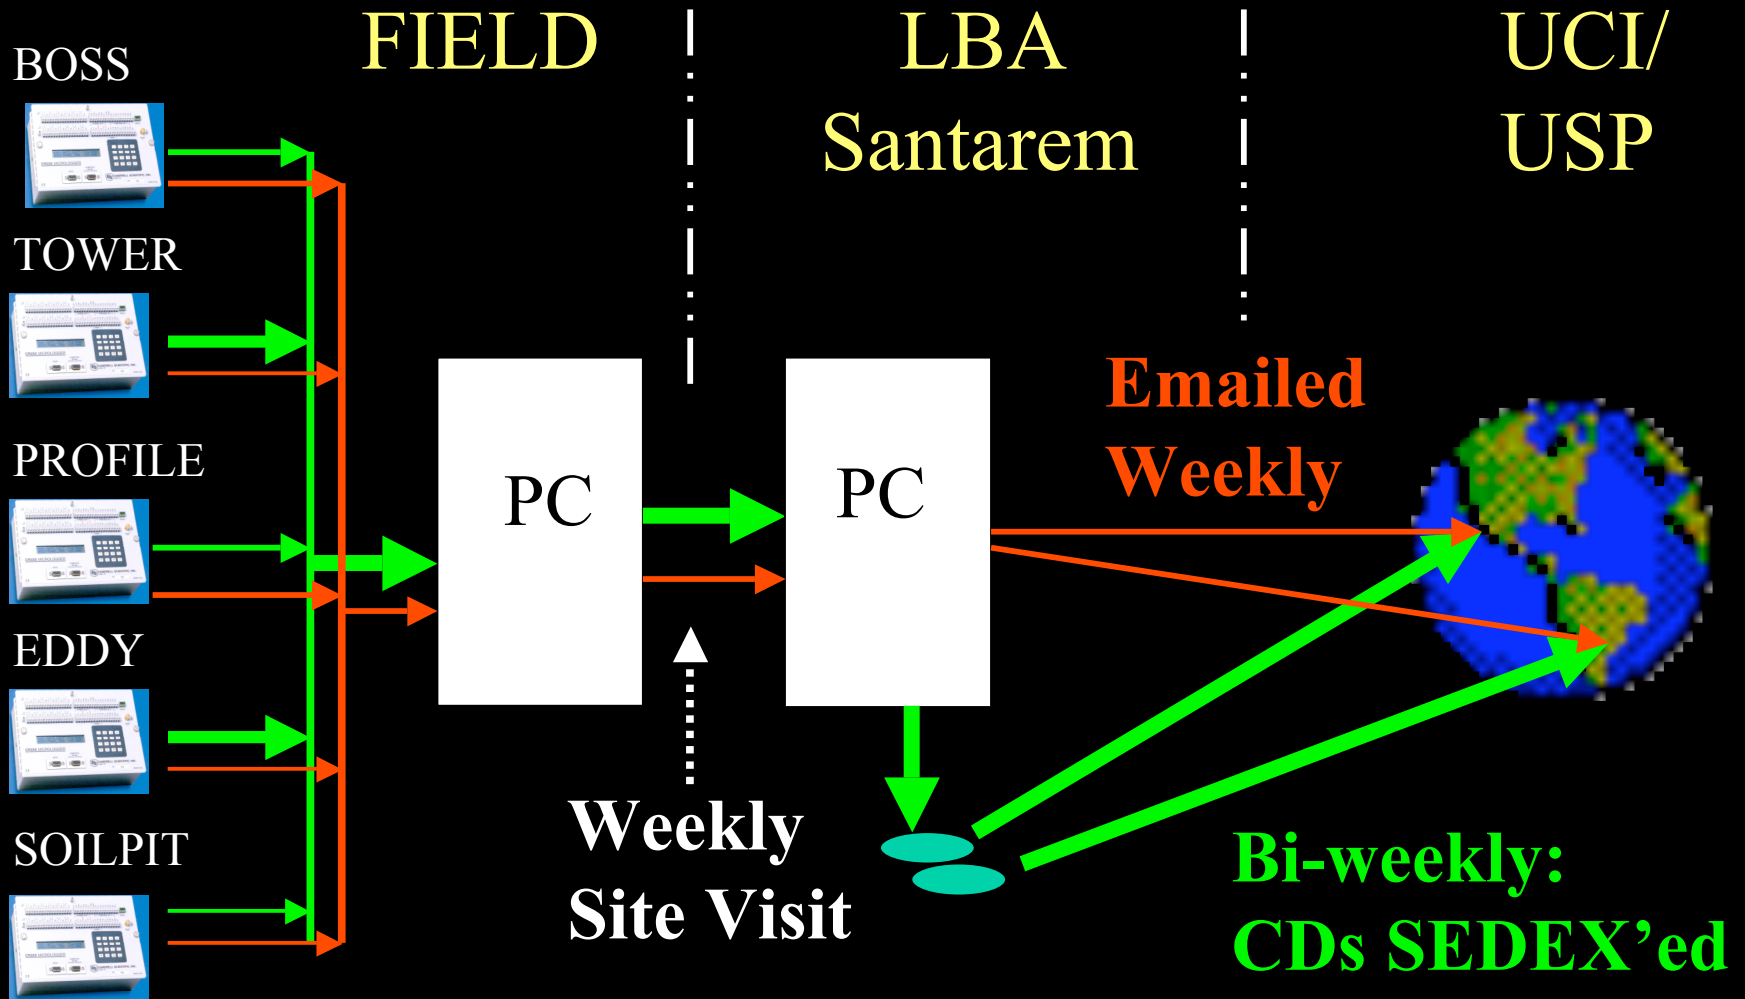 FIELD
LBA
Santarem
UCI/
USP
BOSS
TOWER
PROFILE
EDDY
SOILPIT
PC
PC
Emailed
Weekly
Weekly
Site Visit
Bi-weekly:
CDs SEDEX’ed